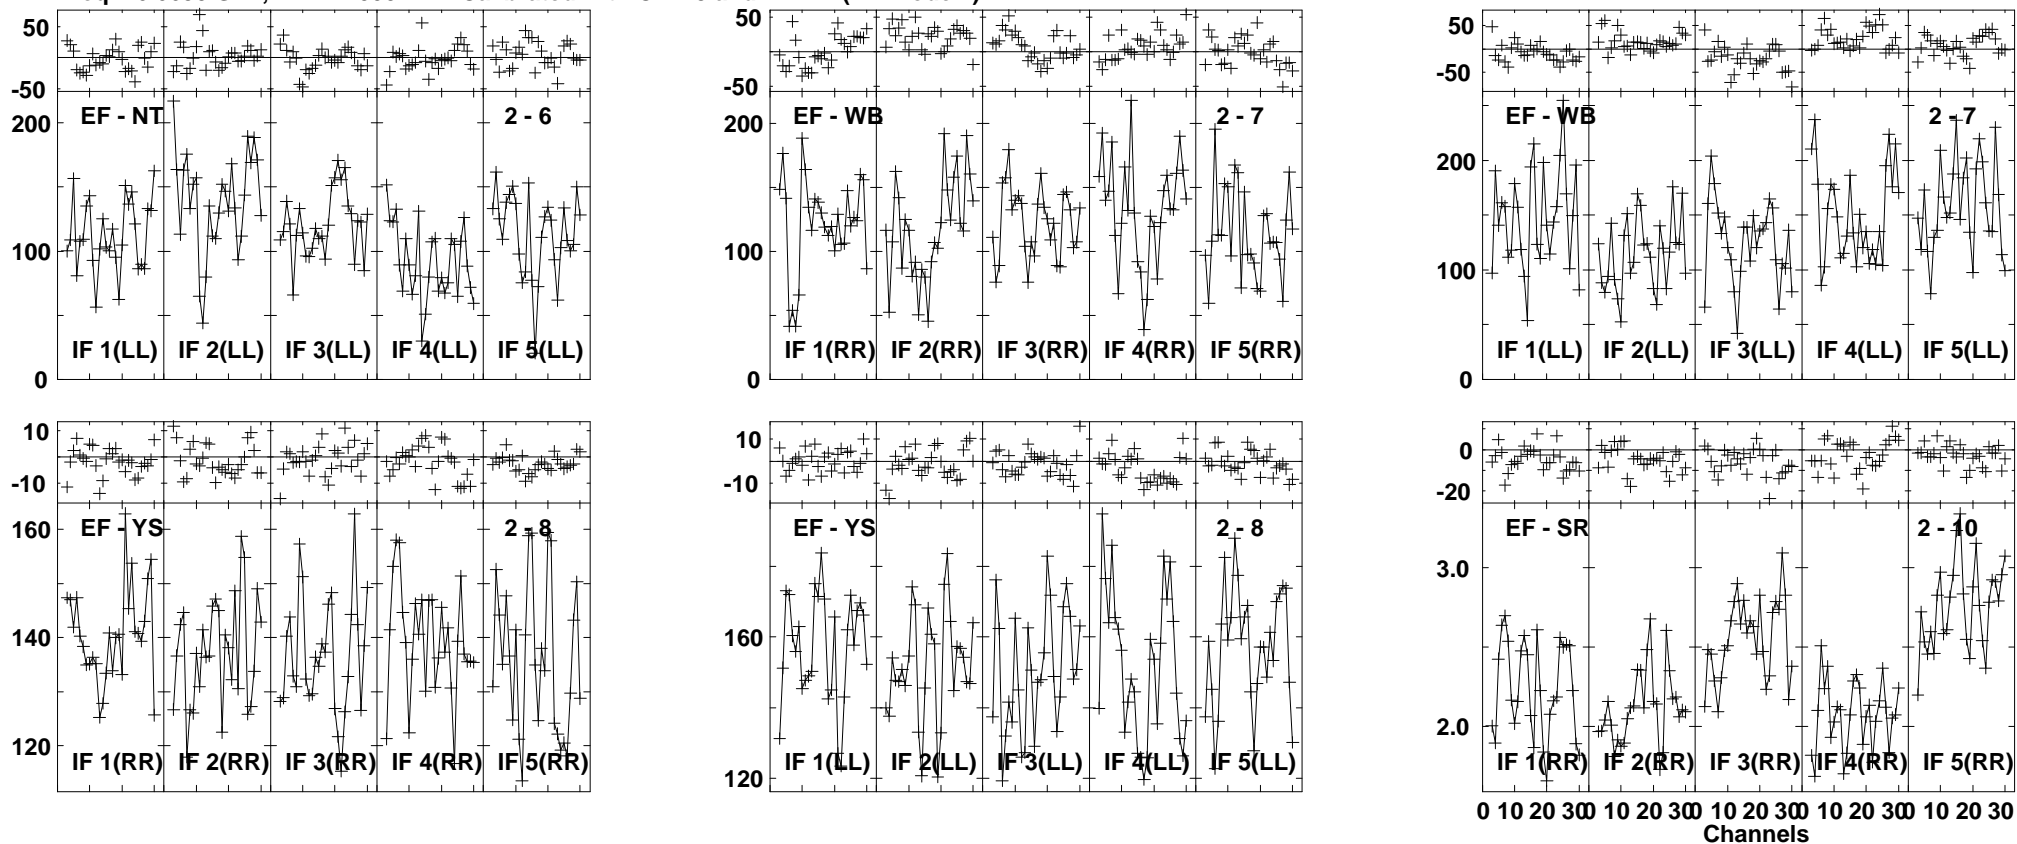 50 50 50
-50 -50 -50
EF - NT 2 - 6
EF - WB 2 - 7
EF - WB 2 - 7
200 200 200
100 100 100
0 0 0
IF 1(LL) IF 2(LL) IF 3(LL) IF 4(LL) IF 5(LL)
IF 1(RR) IF 2(RR) IF 3(RR) IF 4(RR) IF 5(RR)
IF 1(LL) IF 2(LL) IF 3(LL) IF 4(LL) IF 5(LL)
10 10 0
-10 -10 -20
EF - YS 2 - 8
EF - YS 2 - 8
EF - SR 2 - 10
160 160 3.0
140 2.0
120 120
IF 1(RR) IF 2(RR) IF 3(RR) IF 4(RR) IF 5(RR)
IF 1(LL) IF 2(LL) IF 3(LL) IF 4(LL) IF 5(LL)
IF 1(RR) IF 2(RR) IF 3(RR) IF 4(RR) IF 5(RR)
0 10 20 30 0 10 20 30 0 10 20 30 0 10 20 30 0 10 20 30
Channels